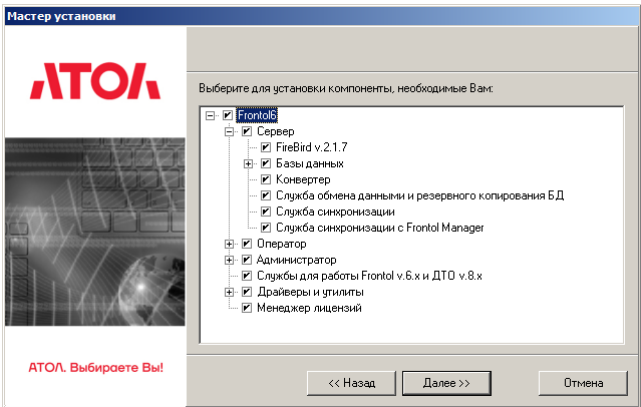 Мастер установки
АТОЛ
Выберите для установки компоненты, необходимые Вам:
Frontol6
Сервер
FireBird v.2.1.7
Базы данных
Конвертер
Служба обмена данными и резервного копирования БД
Служба синхронизации
Служба синхронизации с Frontol Manager
Оператор
Администратор
Службы для работы Frontol v.6.x и ДТО v.8.x
Драйверы и утилиты
Менеджер лицензий
АТОЛ. Выбираете Вы!
<< Назад Далее >> Отмена